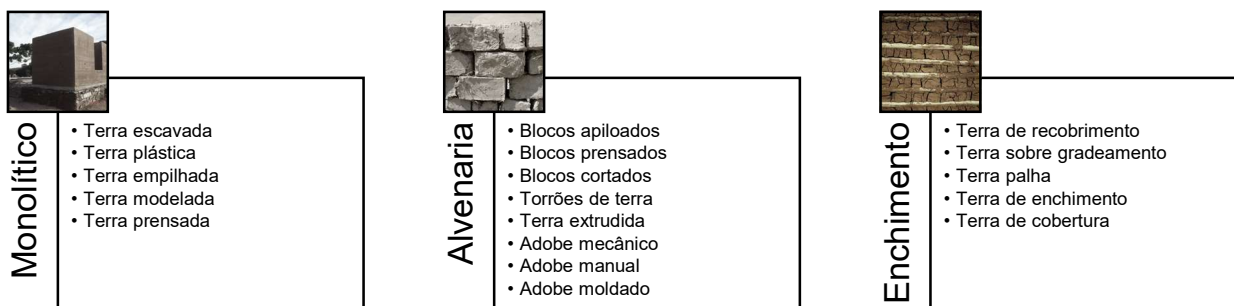 Monolítico
• Terra escavada
• Terra plástica
• Terra empilhada
• Terra modelada
• Terra prensada
Alvenaria
• Blocos apiloados
• Blocos prensados
• Blocos cortados
• Torrões de terra
• Terra extrudida
• Adobe mecânico
• Adobe manual
• Adobe moldado
Enchimento
• Terra de recobrimento
• Terra sobre gradeamento
• Terra palha
• Terra de enchimento
• Terra de cobertura